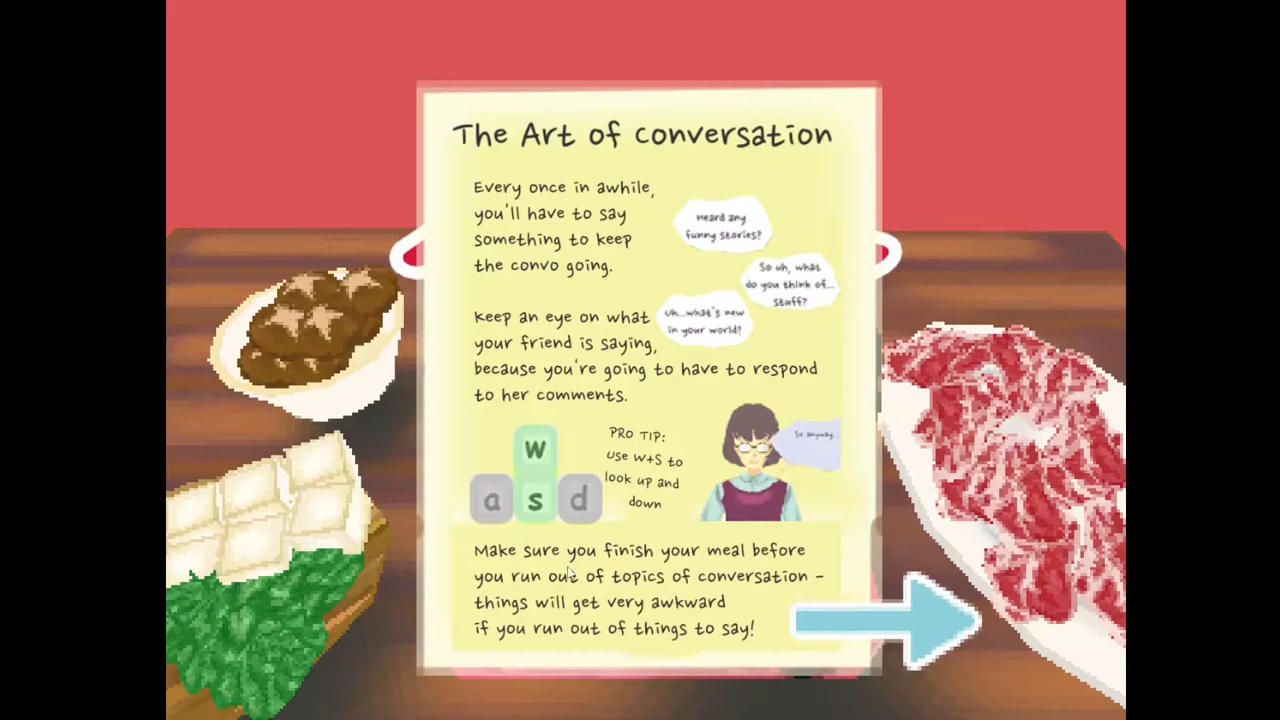 The Art of Conversation
Every once in awhile,
you'll have to say
something to keep
the convo going.
Heard any
funny stories?
So uh, what
do you think of...
stuff?
Uh...what's new
in your world?
Keep an eye on what
your friend is saying,
because you're going to have to respond
to her comments.
W
a s d
PRO TIP:
use W+S to
look up and
down
So anyway...
Make sure you finish your meal before
you run out of topics of conversation -
things will get very awkward
if you run out of things to say!